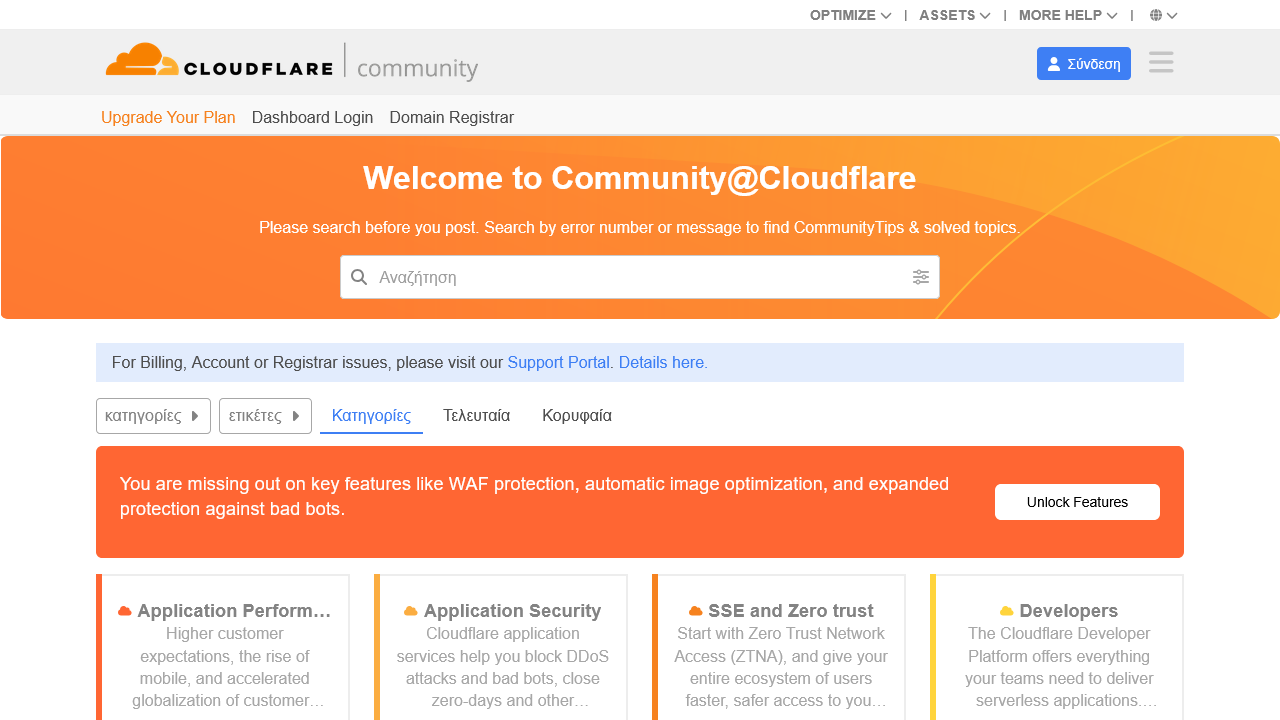 OPTIMIZE | ASSETS | MORE HELP |
CLOUDFLARE | community
Σύνδεση
Upgrade Your Plan Dashboard Login Domain Registrar
Welcome to Community@Cloudflare
Please search before you post. Search by error number or message to find CommunityTips & solved topics.
Αναζήτηση
For Billing, Account or Registrar issues, please visit our Support Portal. Details here.
κατηγορίες ετικέτες Κατηγορίες Τελευταία Κορυφαία
You are missing out on key features like WAF protection, automatic image optimization, and expanded
protection against bad bots.
Unlock Features
Application Perform…
Higher customer
expectations, the rise of
mobile, and accelerated
globalization of customer…
Application Security
Cloudflare application
services help you block DDoS
attacks and bad bots, close
zero-days and other…
SSE and Zero trust
Start with Zero Trust Network
Access (ZTNA), and give your
entire ecosystem of users
faster, safer access to you…
Developers
The Cloudflare Developer
Platform offers everything
your teams need to deliver
serverless applications.…